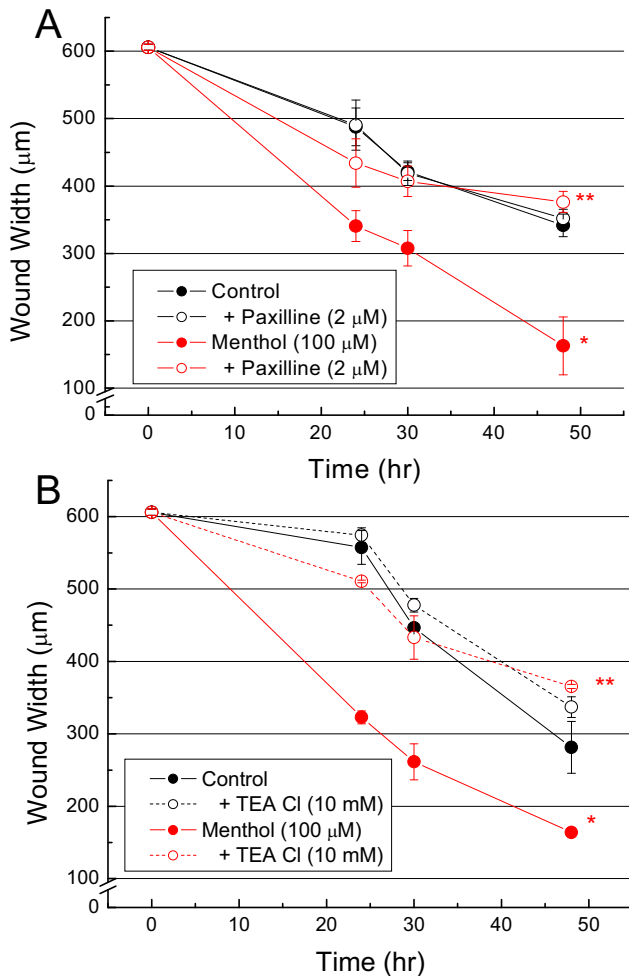 A
600
500
400
300
200
100
0
Wound Width (μm)
Control
+ Paxilline (2 μM)
Menthol (100 μM)
+ Paxilline (2 μM)
**
*
0 10 20 30 40 50
Time (hr)
B
600
500
400
300
200
100
0
Wound Width (μm)
Control
+ TEA Cl (10 mM)
Menthol (100 μM)
+ TEA Cl (10 mM)
**
*
0 10 20 30 40 50
Time (hr)